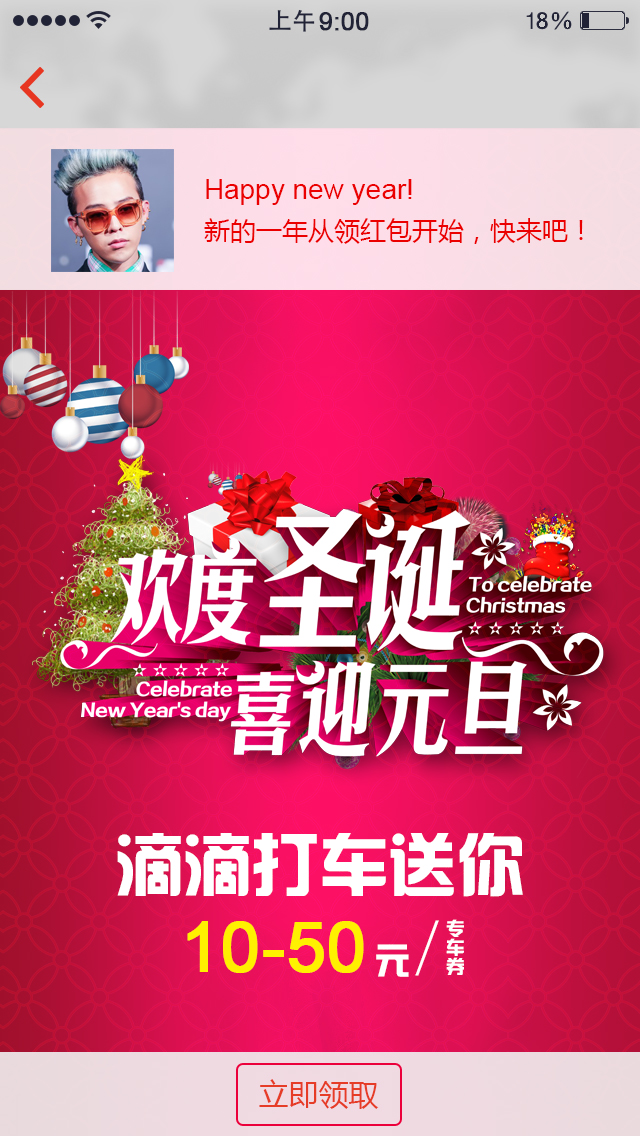 上午9:00
18%
Happy new year!
新的一年从领红包开始，快来吧！
欢度圣诞
To celebrate
Christmas
Celebrate
New Year's day
喜迎元旦
滴滴打车送你
10-50元/专车券
立即领取